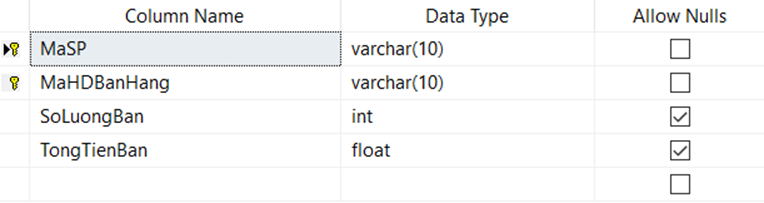 Column Name Data Type Allow Nulls
MaSP varchar(10)
MaHDBanHang varchar(10)
SoLuongBan int
TongTienBan float